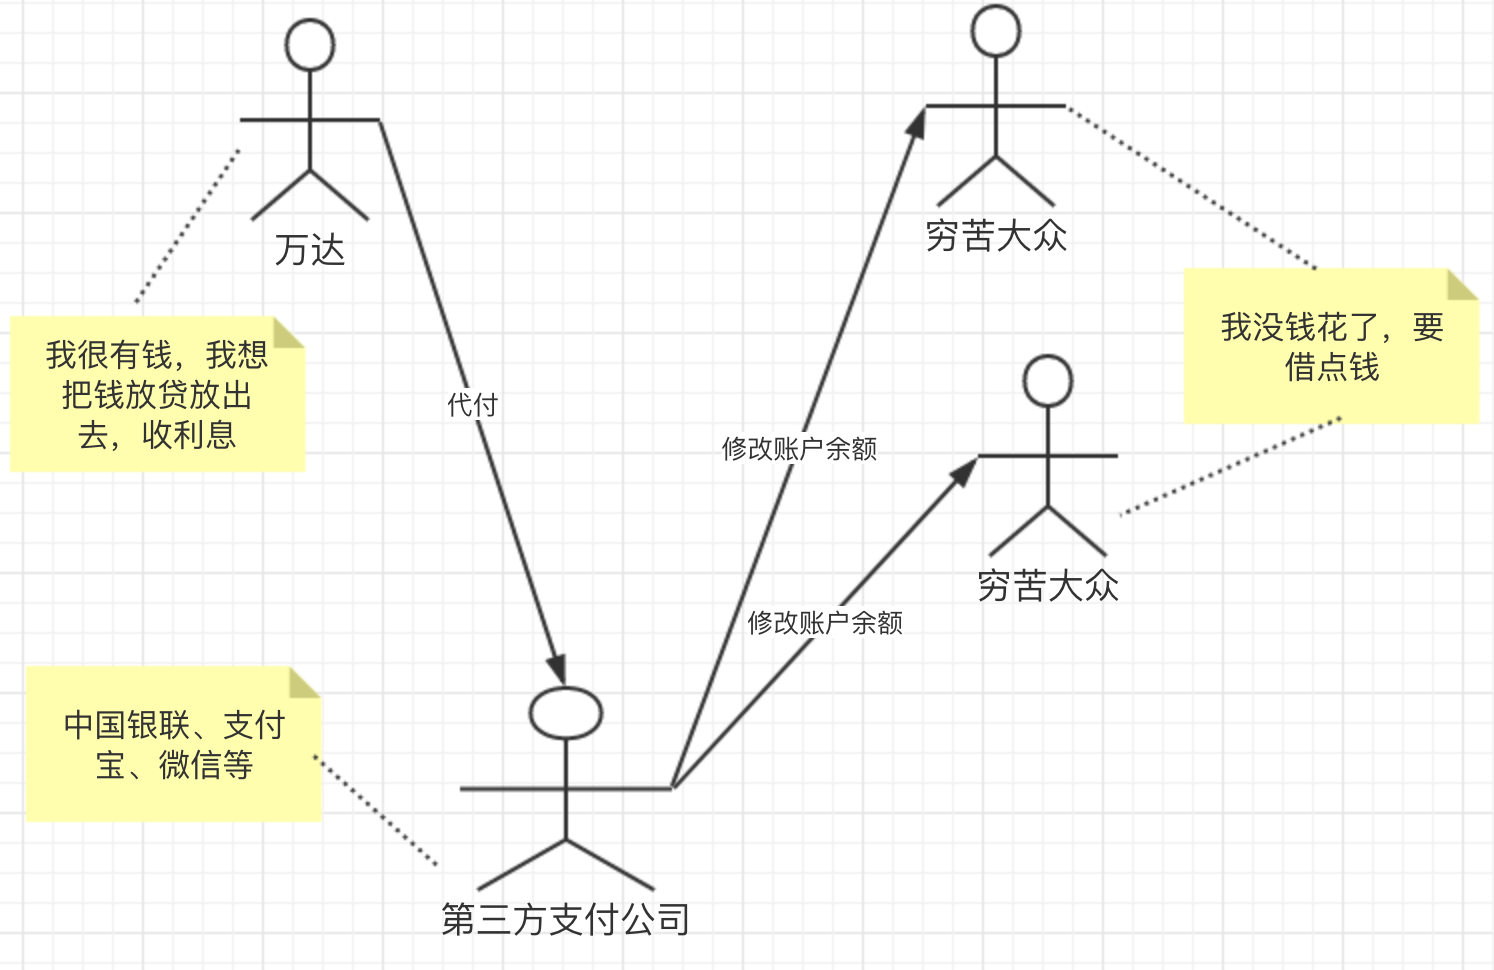 万达
穷苦大众
我很有钱，我想
把钱放贷放出
去，收利息
我没钱花了，要
借点钱
代付
修改账户余额
穷苦大众
修改账户余额
中国银联、支付
宝、微信等
第三方支付公司